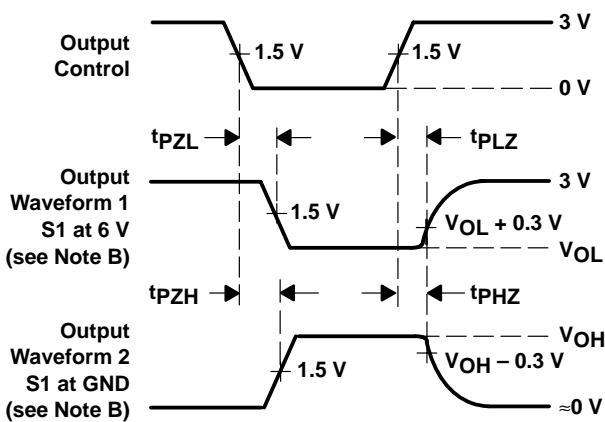 3 V
Output
Control
1.5 V
1.5 V
0 V
tPZL
tPLZ
Output
Waveform 1
S1 at 6 V
(see Note B)
3 V
1.5 V
VOL + 0.3 V
VOL
tPZH
tPHZ
Output
Waveform 2
S1 at GND
(see Note B)
VOH
VOH – 0.3 V
1.5 V
≈0 V